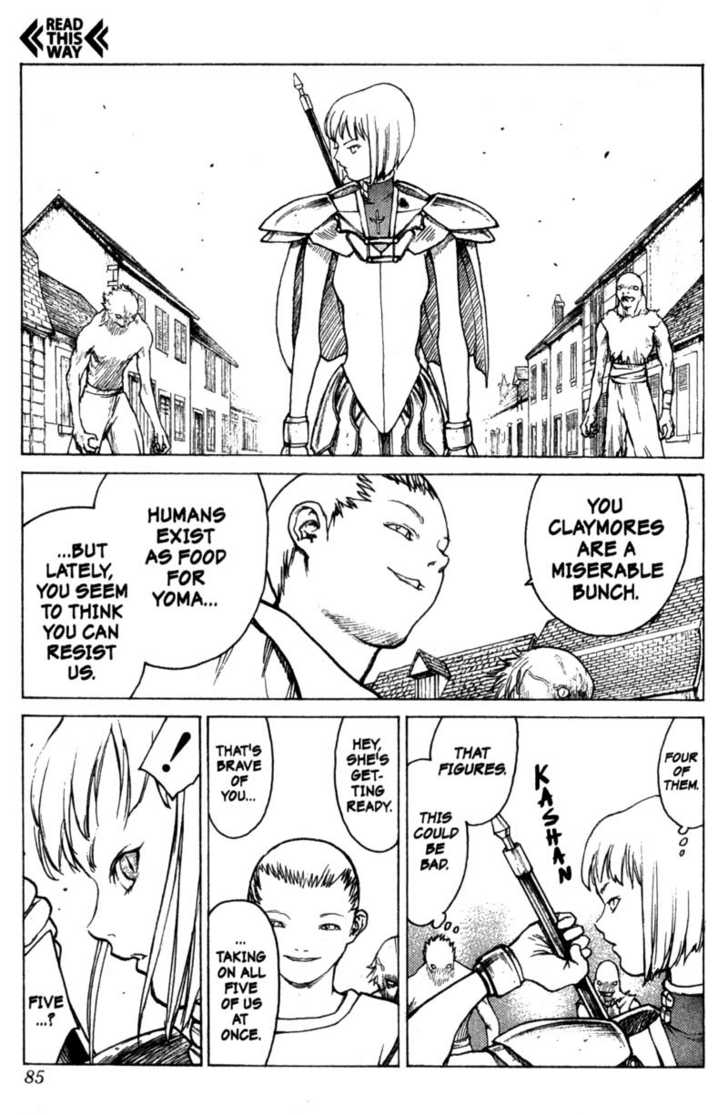 READ
THIS
WAY
YOU
CLAYMORES
ARE A
MISERABLE
BUNCH.
HUMANS
EXIST
AS FOOD
FOR
YOMA...
...BUT
LATELY,
YOU SEEM
TO THINK
YOU CAN
RESIST
US.
FOUR
OF
THEM.
KASHAN
THAT
FIGURES.
THIS
COULD
BE
BAD.
HEY,
SHE'S
GET-
TING
READY.
THAT'S
BRAVE
OF
YOU...
...
TAKING
ON ALL
FIVE
OF US
AT
ONCE.
!
FIVE
...?
85